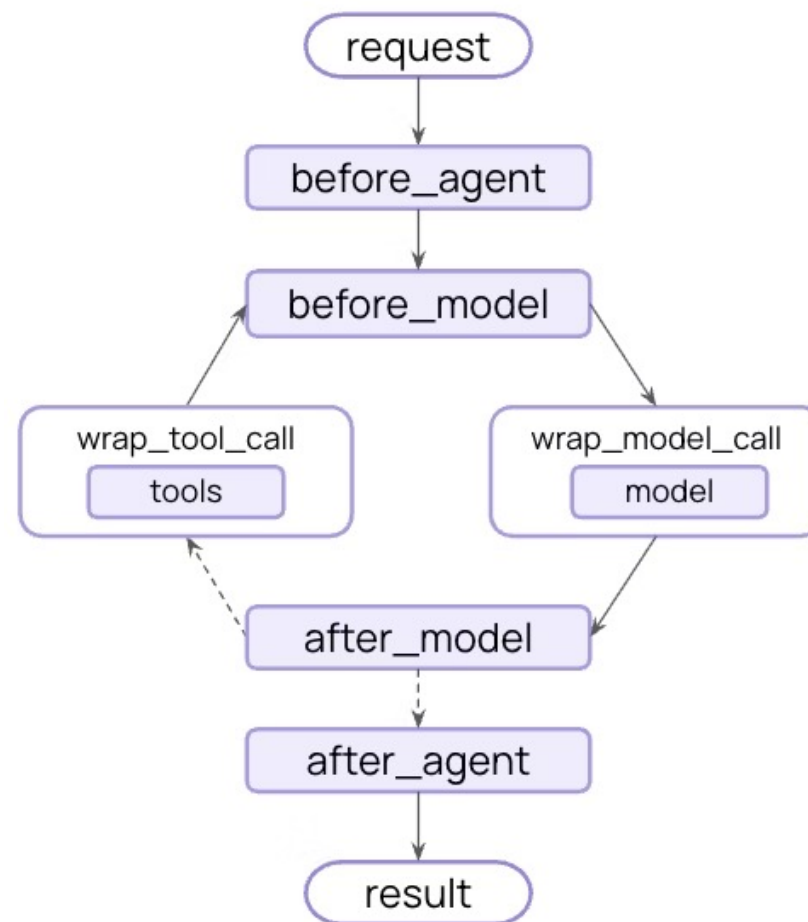 request
before_agent
before_model
wrap_tool_call
tools
wrap_model_call
model
after_model
after_agent
result